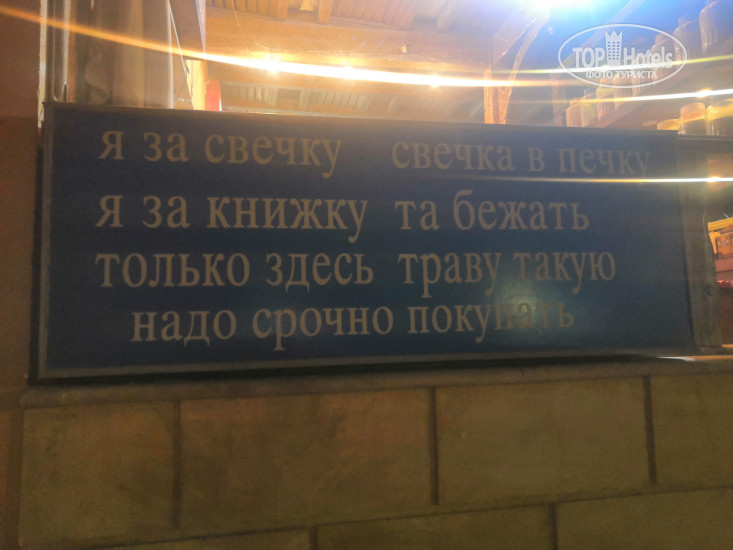 TOP Hotels
ФОТО ТУРИСТА
я за свечку свечка в печку
я за книжку та бежать
только здесь траву такую
надо срочно покупать